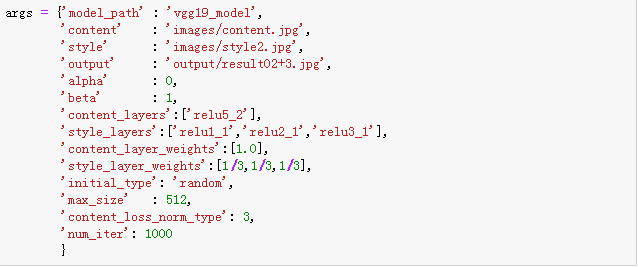 args = {'model_path' : 'vgg19_model',
'content' : 'images/content.jpg',
'style' : 'images/style2.jpg',
'output' : 'output/result02+3.jpg',
'alpha' : 0,
'beta' : 1,
'content_layers':['relu5_2'],
'style_layers':['relu1_1','relu2_1','relu3_1'],
'content_layer_weights':[1.0],
'style_layer_weights':[1/3,1/3,1/3],
'initial_type': 'random',
'max_size' : 512,
'content_loss_norm_type': 3,
'num_iter': 1000
}